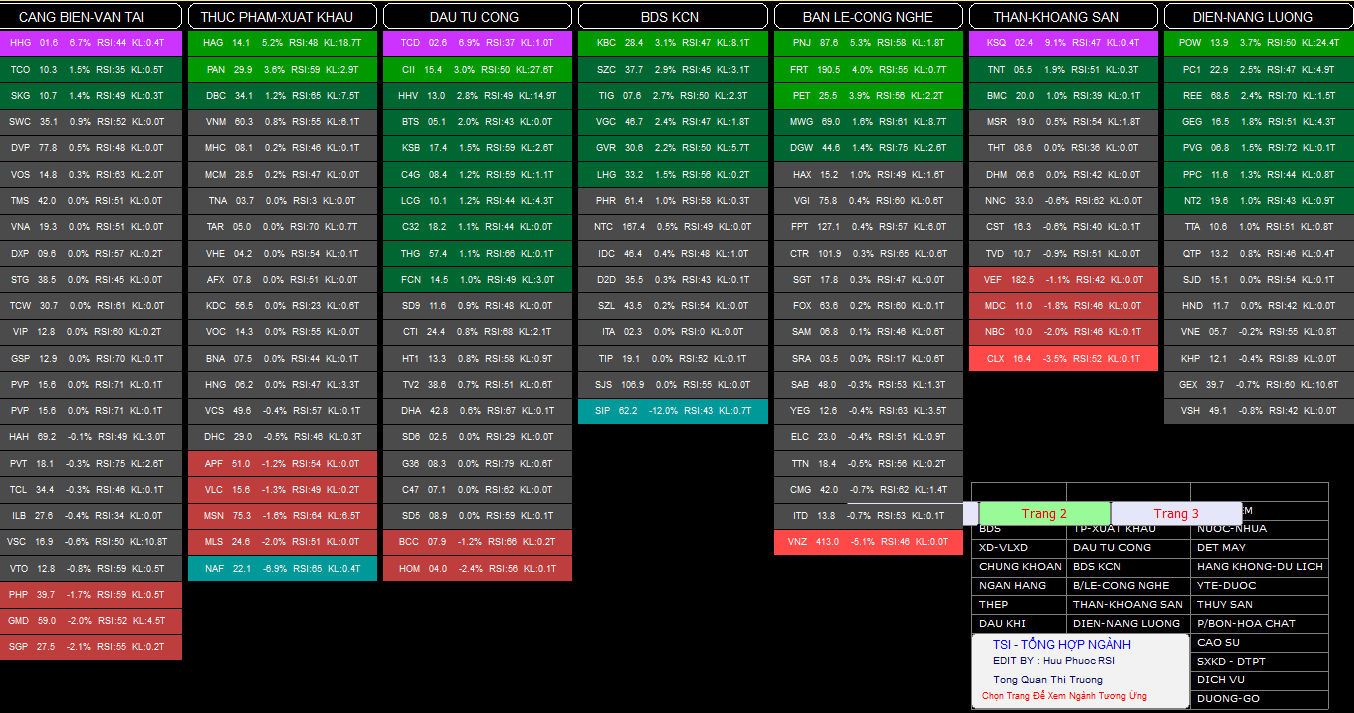 CANG BIEN-VAN TAI
HHG 01.6 6.7% RSI:44 KL:0.4T
TCO 10.3 1.5% RSI:35 KL:0.5T
SKG 10.7 1.4% RSI:49 KL:0.3T
SWC 35.1 0.9% RSI:52 KL:0.0T
DVP 77.8 0.5% RSI:48 KL:0.0T
VOS 14.8 0.3% RSI:63 KL:2.0T
TMS 42.0 0.0% RSI:51 KL:0.0T
VNA 19.3 0.0% RSI:51 KL:0.0T
DXP 09.6 0.0% RSI:57 KL:0.2T
STG 38.5 0.0% RSI:45 KL:0.0T
TCW 30.7 0.0% RSI:61 KL:0.0T
VIP 12.8 0.0% RSI:60 KL:0.2T
GSP 12.9 0.0% RSI:70 KL:0.1T
PVP 15.6 0.0% RSI:71 KL:0.1T
PVP 15.6 0.0% RSI:71 KL:0.1T
HAH 69.2 -0.1% RSI:49 KL:3.0T
PVT 18.1 -0.3% RSI:75 KL:2.6T
TCL 34.4 -0.3% RSI:46 KL:0.1T
ILB 27.6 -0.4% RSI:34 KL:0.0T
VSC 16.9 -0.6% RSI:50 KL:10.8T
VTO 12.8 -0.8% RSI:59 KL:0.5T
PHP 39.7 -1.7% RSI:59 KL:0.5T
GMD 59.0 -2.0% RSI:52 KL:4.5T
SGP 27.5 -2.1% RSI:55 KL:0.2T
THUC PHAM-XUAT KHAU
HAG 14.1 5.2% RSI:48 KL:18.7T
PAN 29.9 3.6% RSI:59 KL:2.9T
DBC 34.1 1.2% RSI:65 KL:7.5T
VNM 60.3 0.8% RSI:55 KL:6.1T
MHC 08.1 0.2% RSI:46 KL:0.1T
MCM 28.5 0.2% RSI:47 KL:0.0T
TNA 03.7 0.0% RSI:3 KL:0.0T
TAR 05.0 0.0% RSI:70 KL:0.7T
VHE 04.2 0.0% RSI:54 KL:0.1T
AFX 07.8 0.0% RSI:51 KL:0.0T
KDC 56.5 0.0% RSI:23 KL:0.6T
VOC 14.3 0.0% RSI:55 KL:0.0T
BNA 07.5 0.0% RSI:44 KL:0.1T
HNG 06.2 0.0% RSI:47 KL:3.3T
VCS 49.6 -0.4% RSI:57 KL:0.1T
DHC 29.0 -0.5% RSI:46 KL:0.3T
APF 51.0 -1.2% RSI:54 KL:0.0T
VLC 15.6 -1.3% RSI:49 KL:0.2T
MSN 75.3 -1.6% RSI:64 KL:6.5T
MLS 24.6 -2.0% RSI:51 KL:0.0T
NAF 22.1 -6.9% RSI:65 KL:0.4T
DAU TU CONG
TCD 02.6 6.9% RSI:37 KL:1.0T
CII 15.4 3.0% RSI:50 KL:27.6T
HHV 13.0 2.8% RSI:49 KL:14.9T
BTS 05.1 2.0% RSI:43 KL:0.0T
KSB 17.4 1.5% RSI:59 KL:2.6T
C4G 08.4 1.2% RSI:59 KL:1.1T
LCG 10.1 1.2% RSI:44 KL:4.3T
C32 18.2 1.1% RSI:44 KL:0.0T
THG 57.4 1.1% RSI:66 KL:0.1T
FCN 14.5 1.0% RSI:49 KL:3.0T
SD9 11.6 0.9% RSI:48 KL:0.0T
CTI 24.4 0.8% RSI:68 KL:2.1T
HT1 13.3 0.8% RSI:58 KL:0.9T
TV2 38.6 0.7% RSI:51 KL:0.6T
DHA 42.8 0.6% RSI:67 KL:0.1T
SD6 02.5 0.0% RSI:29 KL:0.0T
G36 08.3 0.0% RSI:79 KL:0.6T
C47 07.1 0.0% RSI:62 KL:0.0T
SD5 08.9 0.0% RSI:59 KL:0.1T
BCC 07.9 -1.2% RSI:66 KL:0.2T
HOM 04.0 -2.4% RSI:56 KL:0.1T
BDS KCN
KBC 28.4 3.1% RSI:47 KL:8.1T
SZC 37.7 2.9% RSI:45 KL:3.1T
TIG 07.6 2.7% RSI:50 KL:2.3T
VGC 46.7 2.4% RSI:47 KL:1.8T
GVR 30.6 2.2% RSI:50 KL:5.7T
LHG 33.2 1.5% RSI:56 KL:0.2T
PHR 61.4 1.0% RSI:58 KL:0.3T
NTC 167.4 0.5% RSI:49 KL:0.0T
IDC 46.4 0.4% RSI:48 KL:1.0T
D2D 35.5 0.3% RSI:43 KL:0.1T
SZL 43.5 0.2% RSI:54 KL:0.0T
ITA 02.3 0.0% RSI:0 KL:0.0T
TIP 19.1 0.0% RSI:52 KL:0.1T
SJS 106.9 0.0% RSI:55 KL:0.0T
SIP 62.2 -12.0% RSI:43 KL:0.7T
BAN LE-CONG NGHE
PNJ 87.6 5.3% RSI:58 KL:1.8T
FRT 190.5 4.0% RSI:55 KL:0.7T
PET 25.5 3.9% RSI:56 KL:2.2T
MWG 69.0 1.6% RSI:61 KL:8.7T
DGW 44.6 1.4% RSI:75 KL:2.6T
HAX 15.2 1.0% RSI:49 KL:1.6T
VGI 75.8 0.4% RSI:60 KL:0.6T
FPT 127.1 0.4% RSI:57 KL:6.0T
CTR 101.9 0.3% RSI:65 KL:0.6T
SGT 17.8 0.3% RSI:47 KL:0.0T
FOX 63.6 0.2% RSI:60 KL:0.1T
SAM 06.8 0.1% RSI:46 KL:0.6T
SRA 03.5 0.0% RSI:17 KL:0.6T
SAB 48.0 -0.3% RSI:53 KL:1.3T
YEG 12.6 -0.4% RSI:63 KL:3.5T
ELC 23.0 -0.4% RSI:51 KL:0.9T
TTN 18.4 -0.5% RSI:56 KL:0.2T
CMG 42.0 -0.7% RSI:62 KL:1.4T
ITD 13.8 -0.7% RSI:53 KL:0.1T
VNZ 413.0 -5.1% RSI:46 KL:0.0T
THAN-KHOANG SAN
KSQ 02.4 9.1% RSI:47 KL:0.4T
TNT 05.5 1.9% RSI:51 KL:0.3T
BMC 20.0 1.0% RSI:39 KL:0.1T
MSR 19.0 0.5% RSI:54 KL:1.8T
THT 08.6 0.0% RSI:36 KL:0.0T
DHM 06.6 0.0% RSI:42 KL:0.0T
NNC 33.0 -0.6% RSI:62 KL:0.0T
CST 16.3 -0.6% RSI:40 KL:0.1T
TVD 10.7 -0.9% RSI:51 KL:0.0T
VEF 182.5 -1.1% RSI:42 KL:0.0T
MDC 11.0 -1.8% RSI:46 KL:0.0T
NBC 10.0 -2.0% RSI:46 KL:0.1T
CLX 16.4 -3.5% RSI:52 KL:0.1T
DIEN-NANG LUONG
POW 13.9 3.7% RSI:50 KL:24.4T
PC1 22.9 2.5% RSI:47 KL:4.9T
REE 68.5 2.4% RSI:70 KL:1.5T
GEG 16.5 1.8% RSI:51 KL:4.3T
PVG 06.8 1.5% RSI:72 KL:0.1T
PPC 11.6 1.3% RSI:44 KL:0.8T
NT2 19.6 1.0% RSI:43 KL:0.9T
TTA 10.6 1.0% RSI:51 KL:0.8T
QTP 13.2 0.8% RSI:46 KL:0.4T
SJD 15.1 0.0% RSI:54 KL:0.1T
HND 11.7 0.0% RSI:42 KL:0.0T
VNE 05.7 -0.2% RSI:55 KL:0.8T
KHP 12.1 -0.4% RSI:89 KL:0.0T
GEX 39.7 -0.7% RSI:60 KL:10.6T
VSH 49.1 -0.8% RSI:42 KL:0.0T
Trang 2 Trang 3 EM
BDS TP-XUAT KHAU NUOC-NHUA
XD-VLXD DAU TU CONG DET MAY
CHUNG KHOAN BDS KCN HANG KHONG-DU LICH
NGAN HANG B/LE-CONG NGHE YTE-DUOC
THEP THAN-KHOANG SAN THUY SAN
DAU KHI DIEN-NANG LUONG P/BON-HOA CHAT
CAO SU
SXKD - DTPT
DICH VU
DUONG-GO
TSI - TỔNG HỢP NGÀNH
EDIT BY : Huu Phuoc RSI
Tong Quan Thi Truong
Chọn Trang Để Xem Ngành Tương Ứng